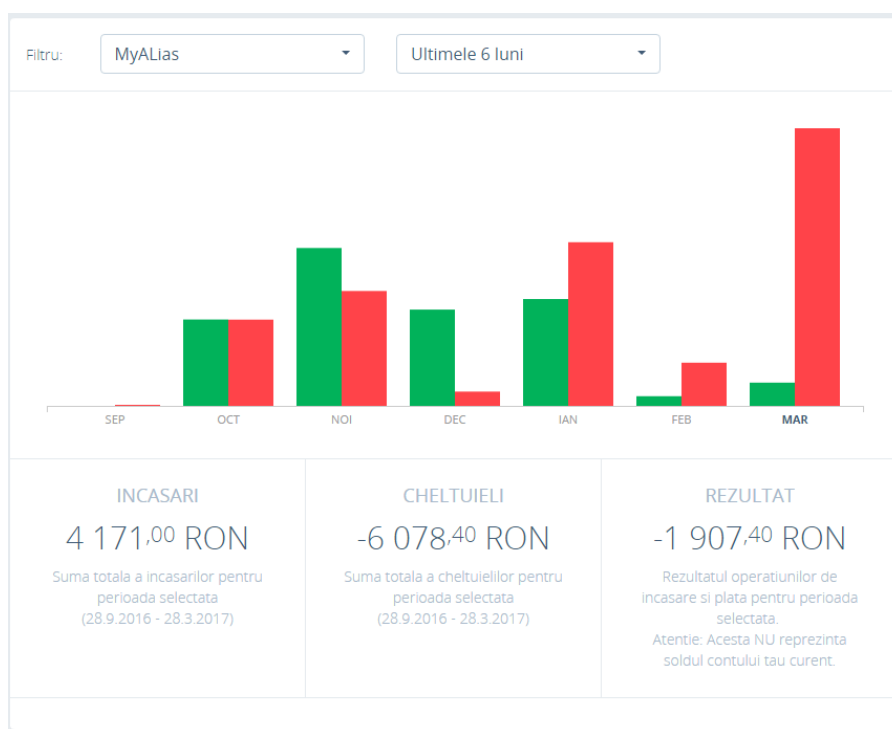 Filtru:
MyALias
Ultimele 6 luni
SEP OCT NOI DEC IAN FEB MAR
INCASARI
4 171,00 RON
Suma totala a incasarilor pentru
perioada selectata
(28.9.2016 - 28.3.2017)
CHELTUIELI
-6 078,40 RON
Suma totala a cheltuielilor pentru
perioada selectata
(28.9.2016 - 28.3.2017)
REZULTAT
-1 907,40 RON
Rezultatul operatiunilor de
incasare si plata pentru perioada
selectata.
Atentie: Acesta NU reprezinta
soldul contului tau curent.